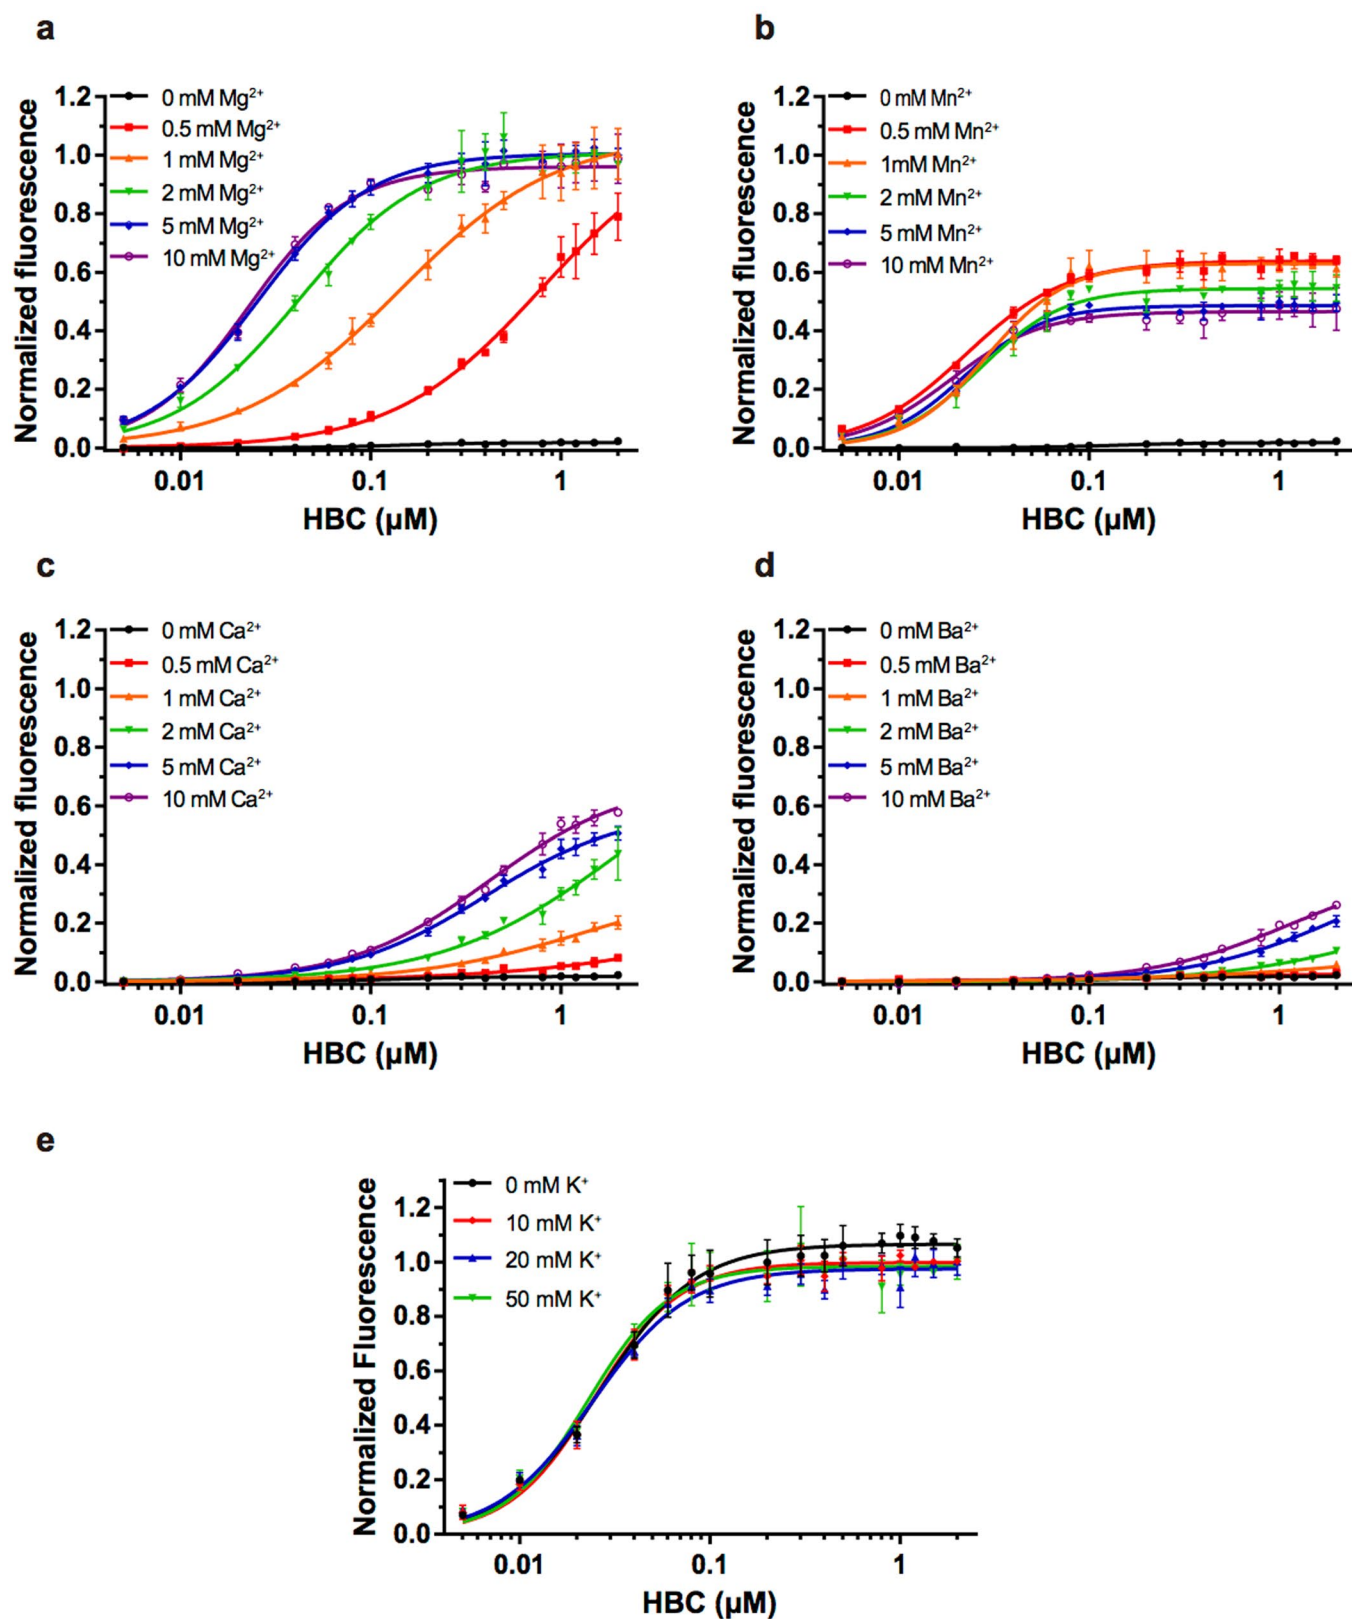 a
Normalized fluorescence
1.2
1.0
0.8
0.6
0.4
0.2
0.0
0 mM Mg²⁺
0.5 mM Mg²⁺
1 mM Mg²⁺
2 mM Mg²⁺
5 mM Mg²⁺
10 mM Mg²⁺
0.01 0.1 1
HBC (µM)
b
Normalized fluorescence
1.2
1.0
0.8
0.6
0.4
0.2
0.0
0 mM Mn²⁺
0.5 mM Mn²⁺
1mM Mn²⁺
2 mM Mn²⁺
5 mM Mn²⁺
10 mM Mn²⁺
0.01 0.1 1
HBC (µM)
c
Normalized fluorescence
1.2
1.0
0.8
0.6
0.4
0.2
0.0
0 mM Ca²⁺
0.5 mM Ca²⁺
1 mM Ca²⁺
2 mM Ca²⁺
5 mM Ca²⁺
10 mM Ca²⁺
0.01 0.1 1
HBC (µM)
d
Normalized fluorescence
1.2
1.0
0.8
0.6
0.4
0.2
0.0
0 mM Ba²⁺
0.5 mM Ba²⁺
1 mM Ba²⁺
2 mM Ba²⁺
5 mM Ba²⁺
10 mM Ba²⁺
0.01 0.1 1
HBC (µM)
e
Normalized Fluorescence
1.2
1.0
0.8
0.6
0.4
0.2
0.0
0 mM K⁺
10 mM K⁺
20 mM K⁺
50 mM K⁺
0.01 0.1 1
HBC (µM)